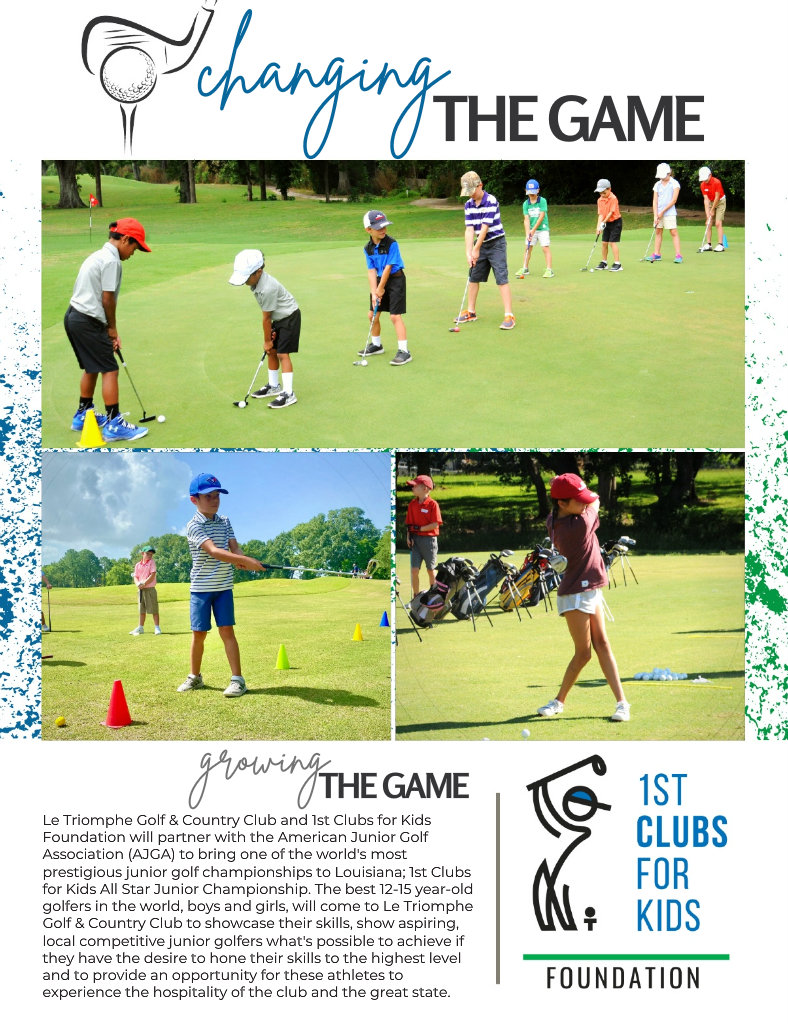 changing
THE GAME
growing
THE GAME
Le Triomphe Golf & Country Club and 1st Clubs for Kids
Foundation will partner with the American Junior Golf
Association (AJGA) to bring one of the world's most
prestigious junior golf championships to Louisiana; 1st Clubs
for Kids All Star Junior Championship. The best 12-15 year-old
golfers in the world, boys and girls, will come to Le Triomphe
Golf & Country Club to showcase their skills, show aspiring,
local competitive junior golfers what's possible to achieve if
they have the desire to hone their skills to the highest level
and to provide an opportunity for these athletes to
experience the hospitality of the club and the great state.
1ST
CLUBS
FOR
KIDS
FOUNDATION